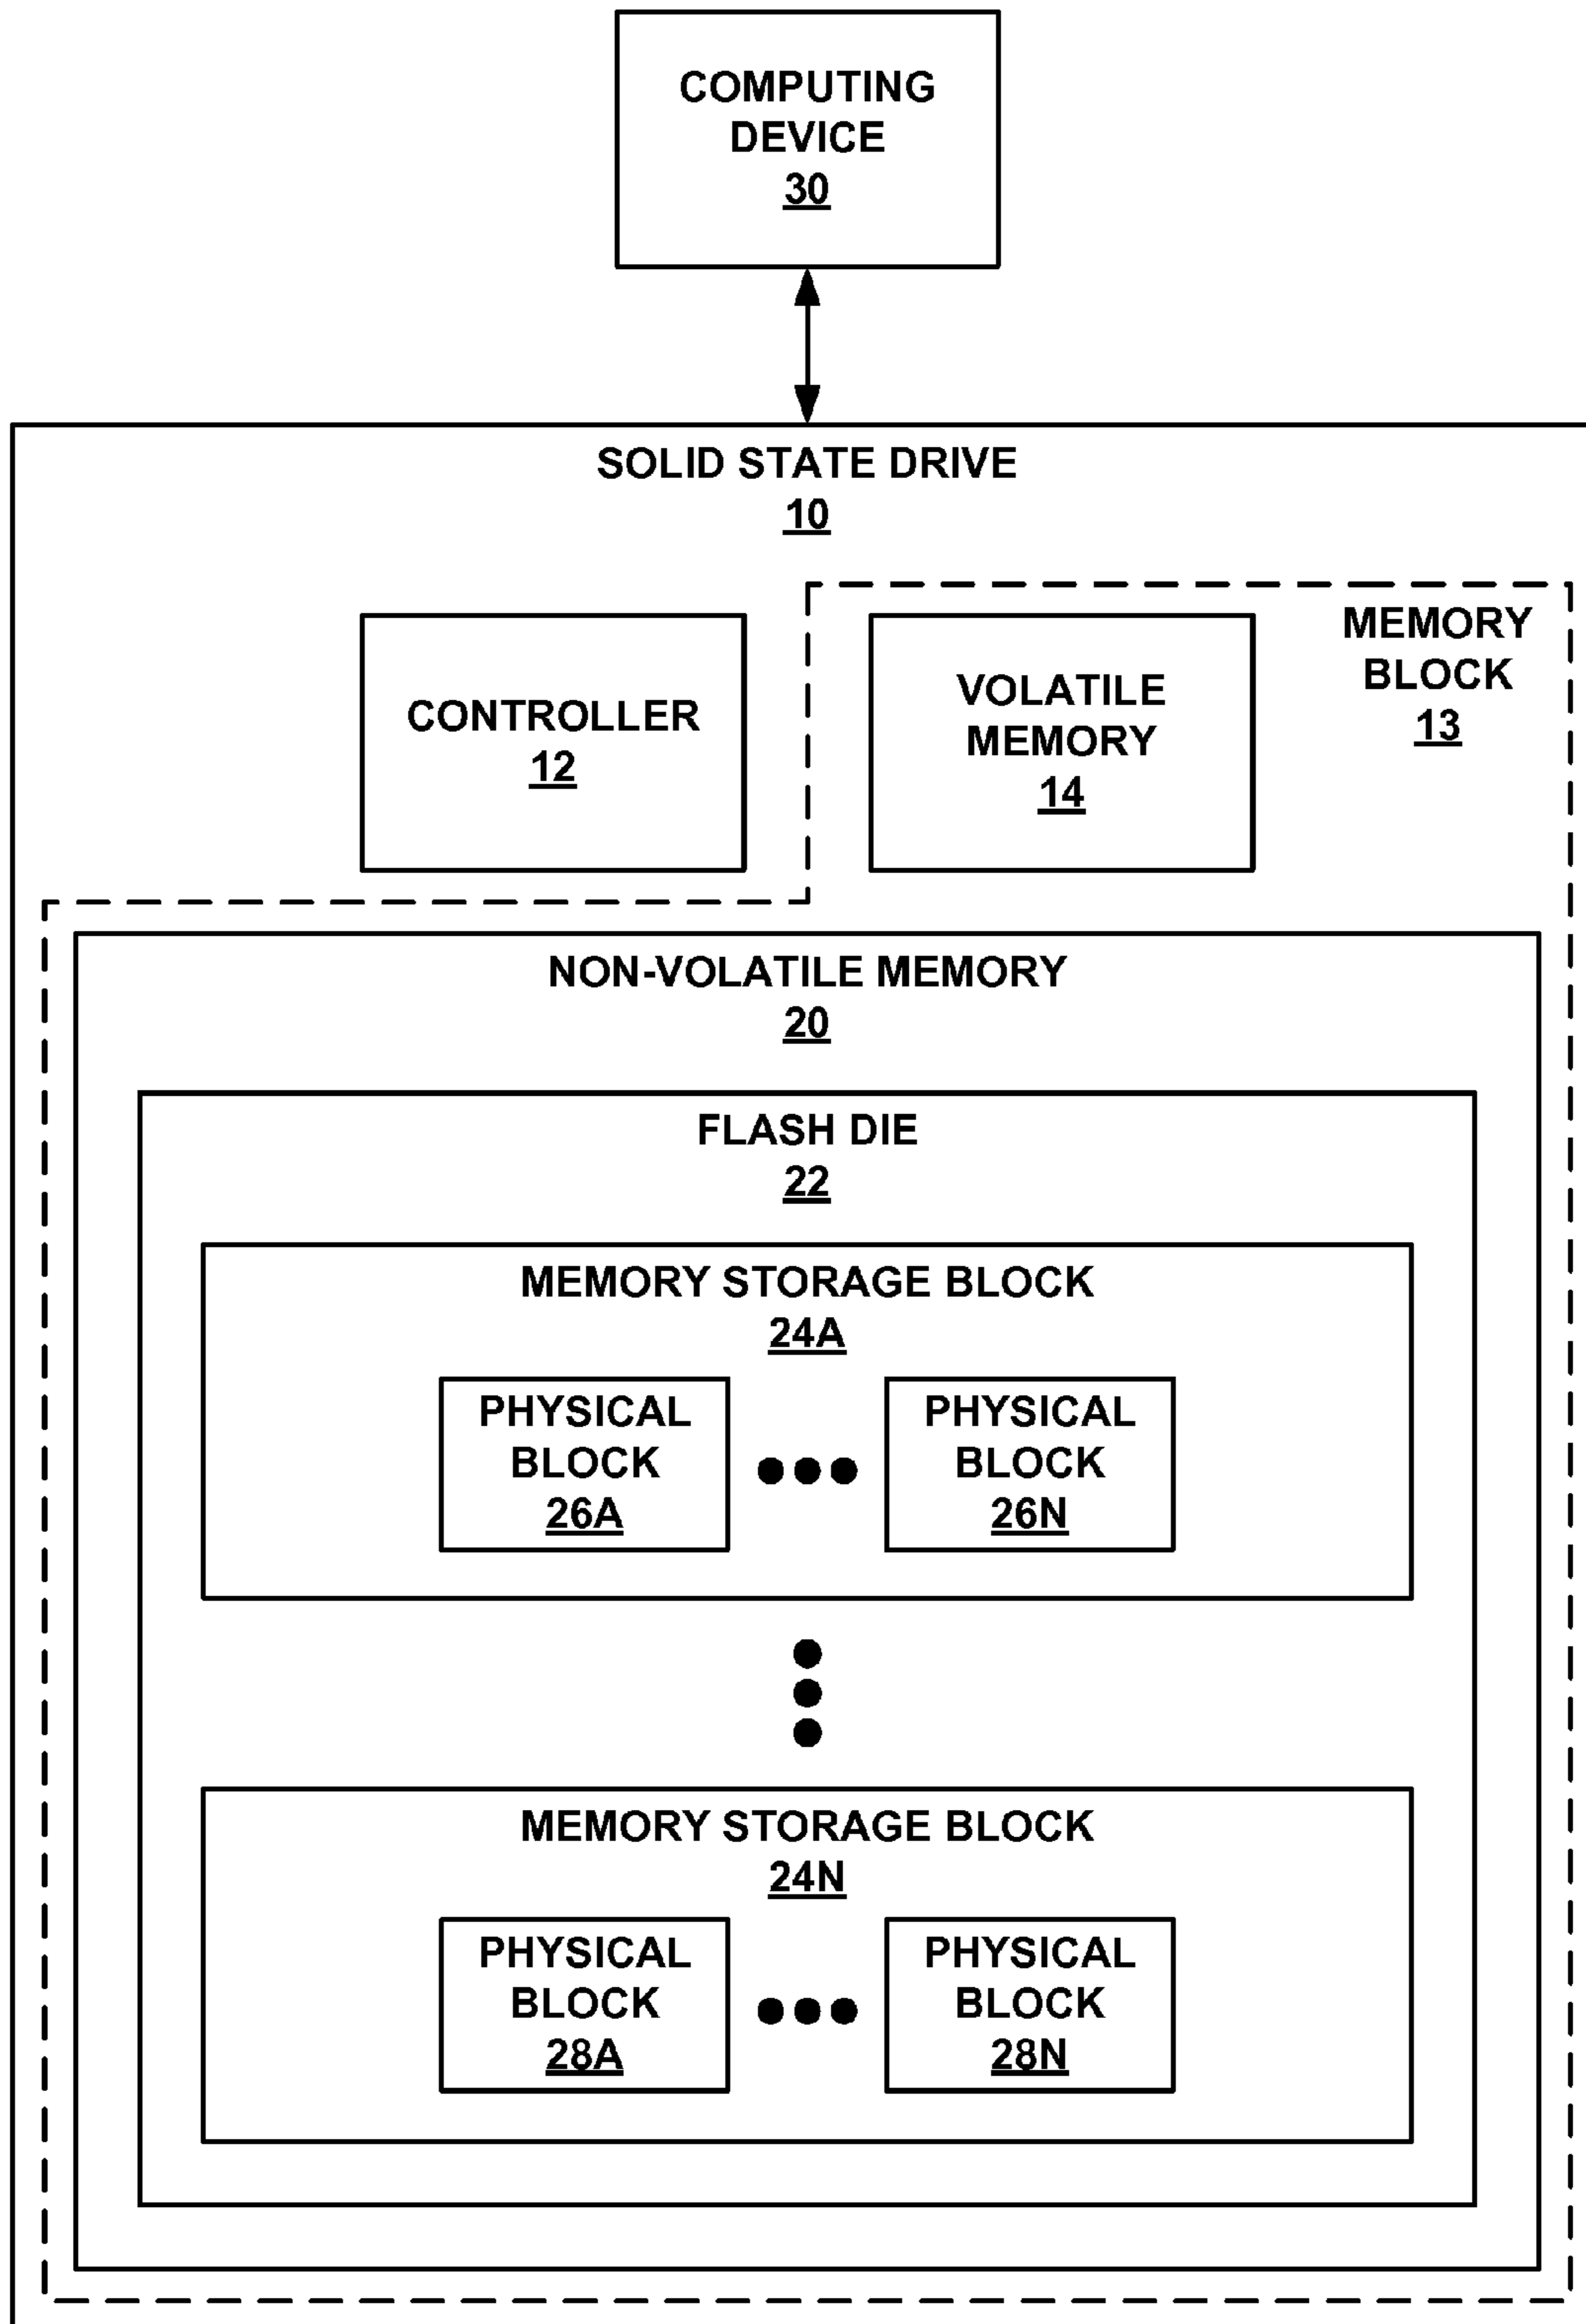 COMPUTING
DEVICE
30
SOLID STATE DRIVE
10
CONTROLLER
12
VOLATILE
MEMORY
14
MEMORY
BLOCK
13
NON-VOLATILE MEMORY
20
FLASH DIE
22
MEMORY STORAGE BLOCK
24A
PHYSICAL
BLOCK
26A
PHYSICAL
BLOCK
26N
MEMORY STORAGE BLOCK
24N
PHYSICAL
BLOCK
28A
PHYSICAL
BLOCK
28N